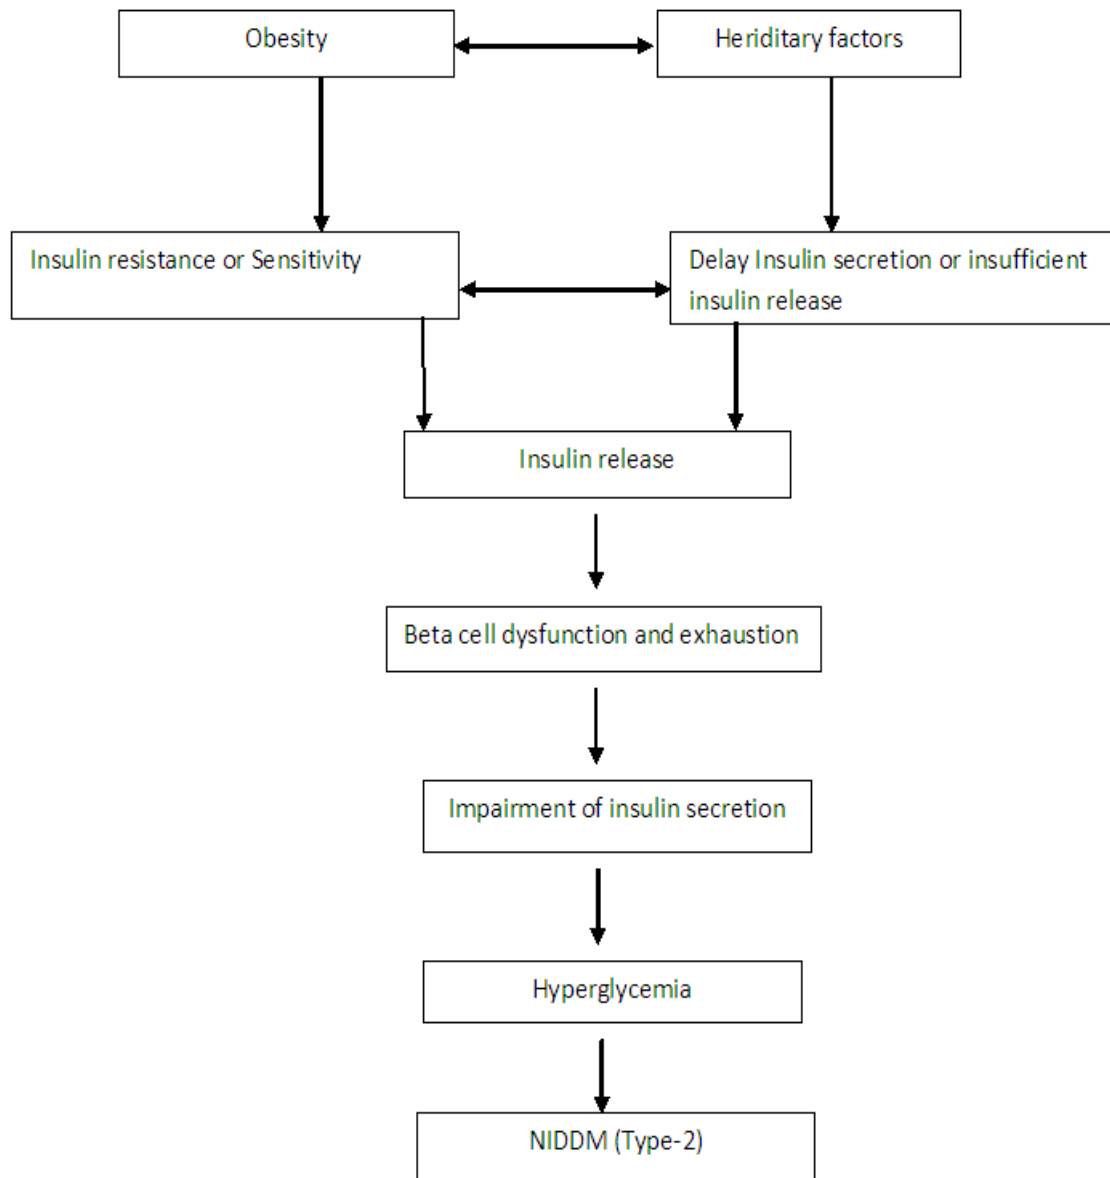 Obesity
Heriditary factors
Insulin resistance or Sensitivity
Delay Insulin secretion or insufficient
insulin release
Insulin release
Beta cell dysfunction and exhaustion
Impairment of insulin secretion
Hyperglycemia
NIDDM (Type-2)